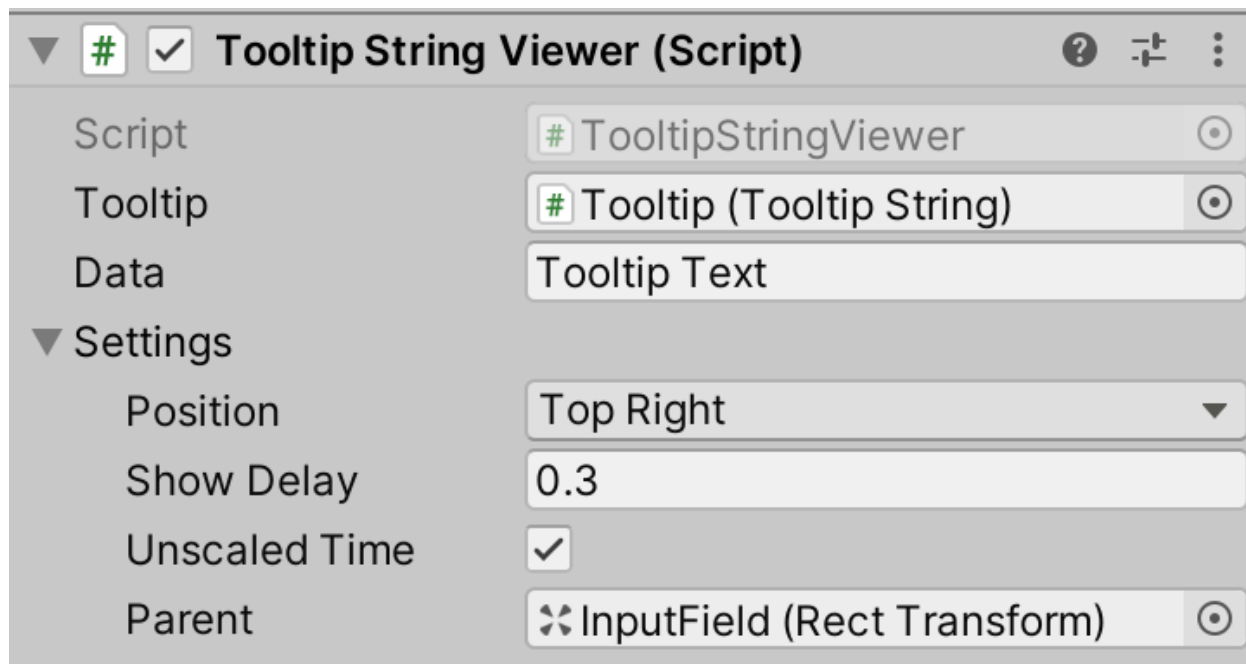 Tooltip String Viewer (Script)
Script # TooltipStringViewer
Tooltip # Tooltip (Tooltip String)
Data Tooltip Text
Settings
Position Top Right
Show Delay 0.3
Unscaled Time
Parent InputField (Rect Transform)